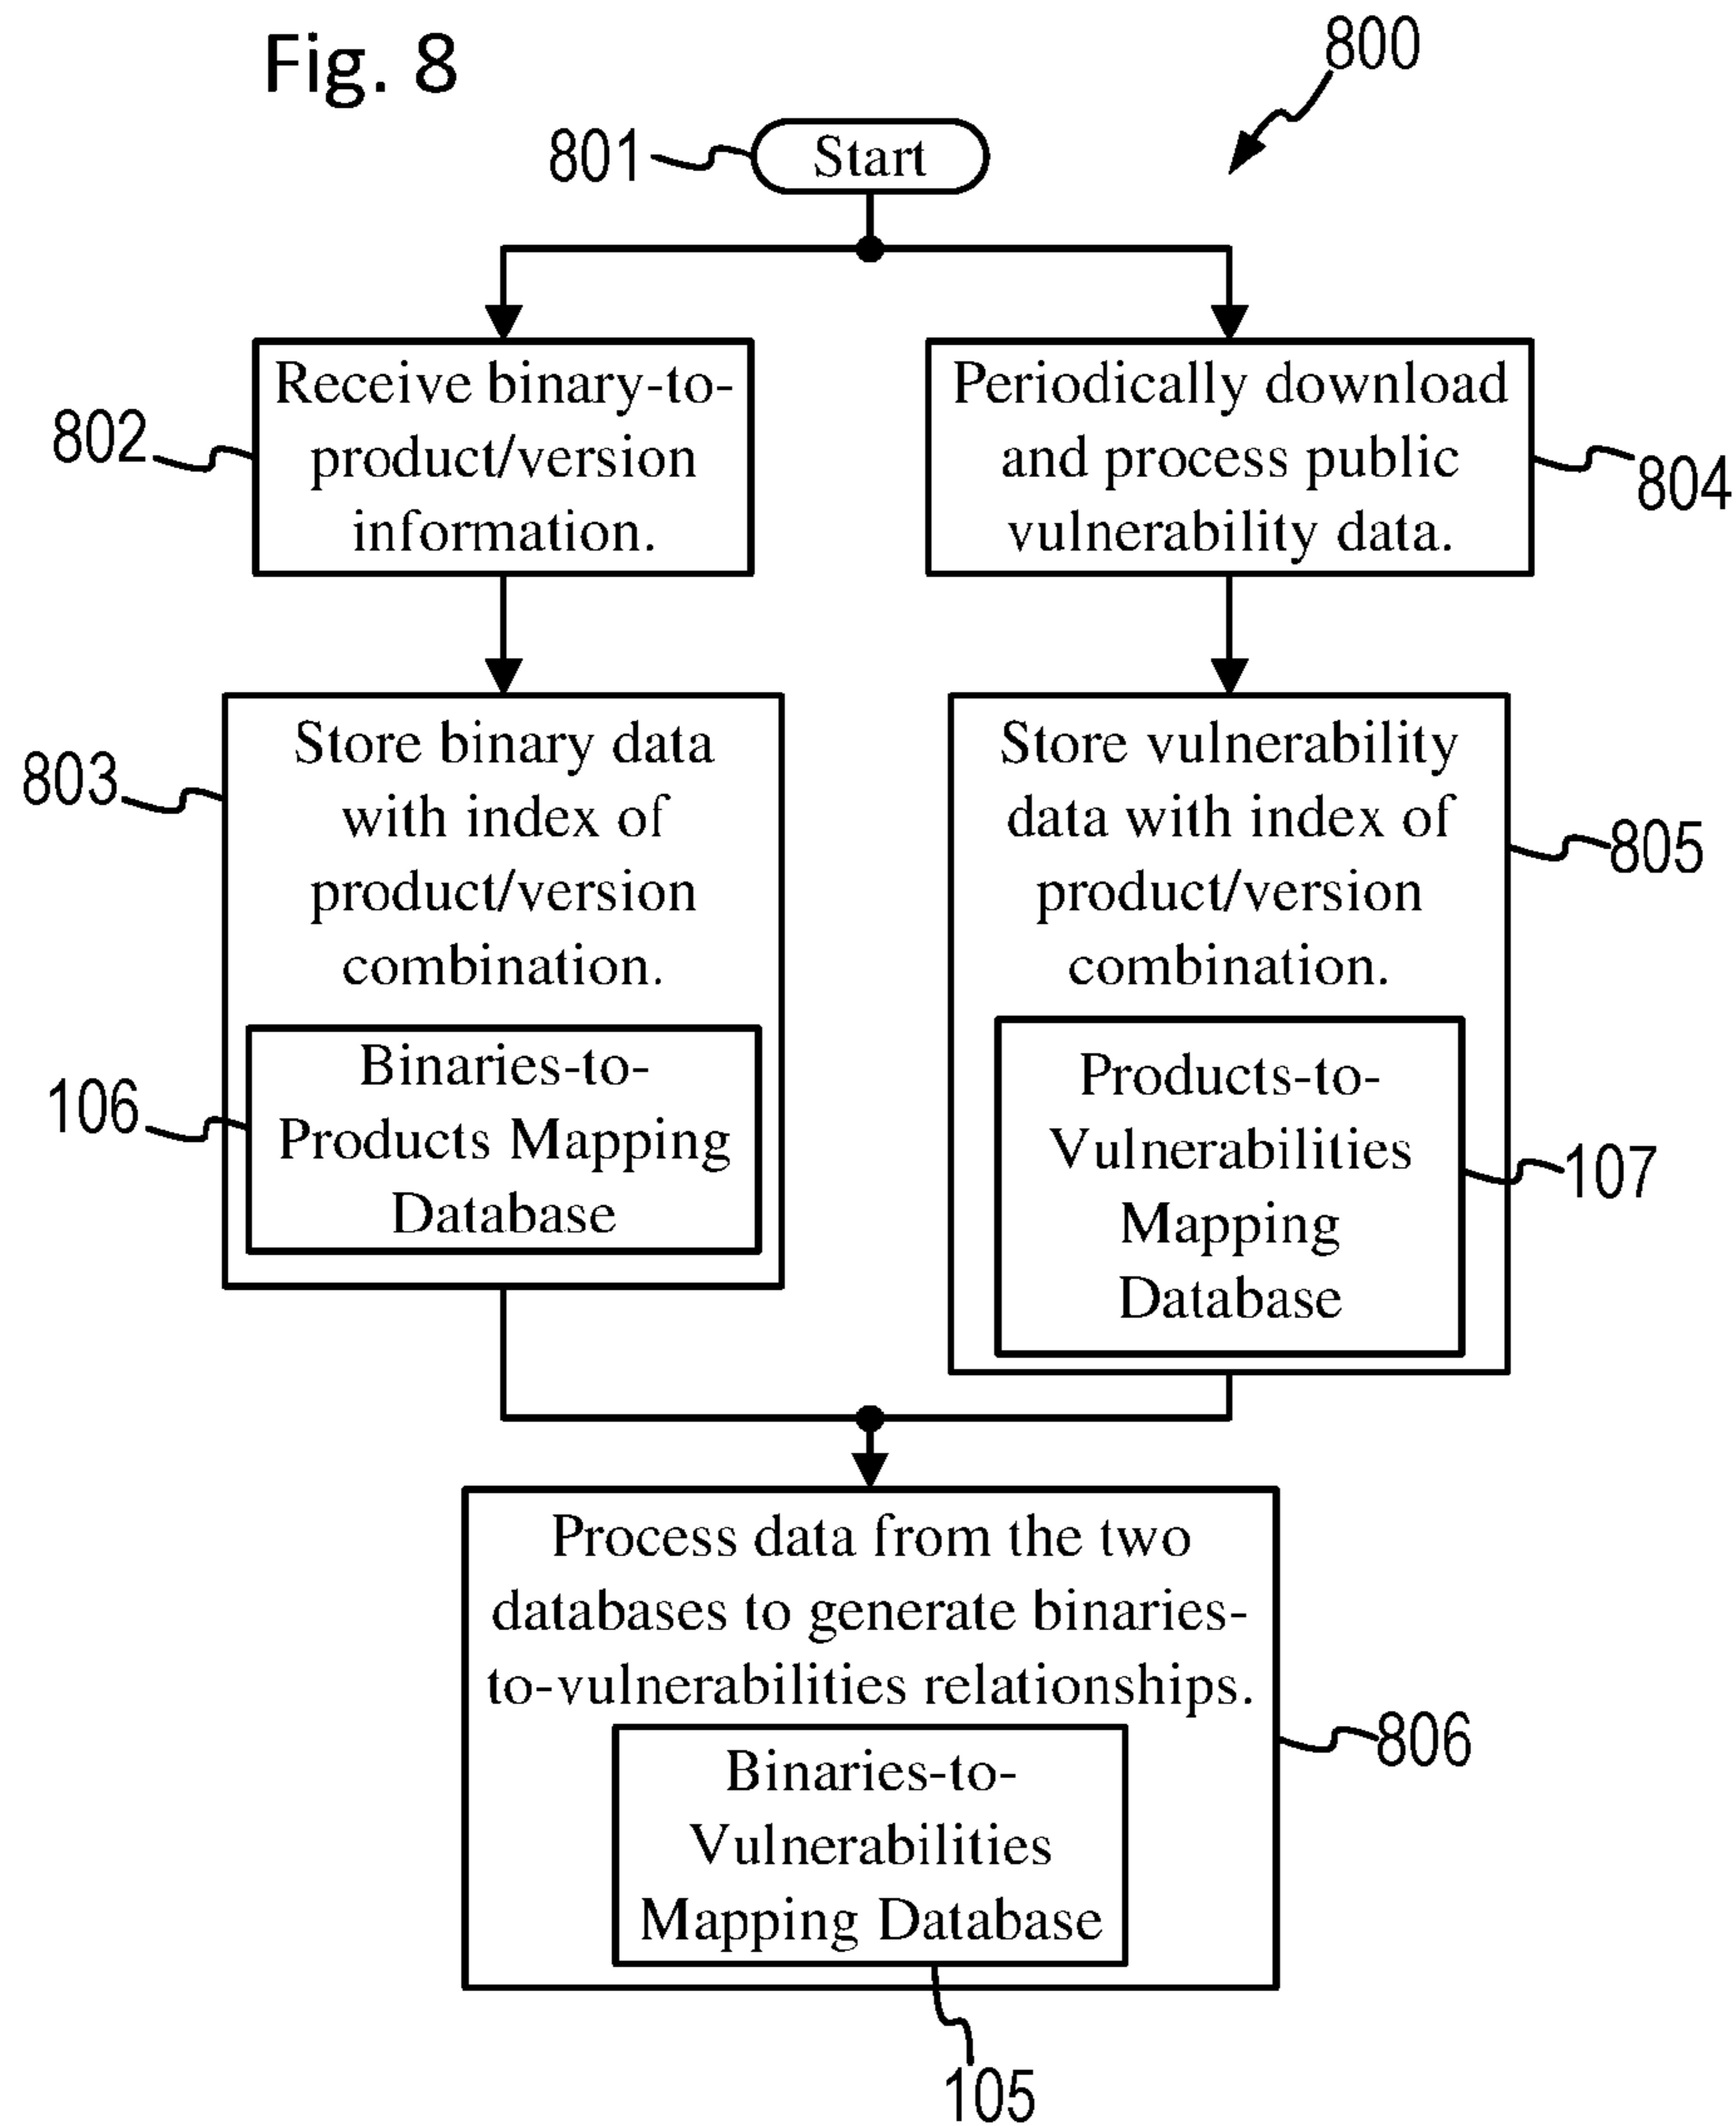 Fig. 8
800
801
Start
802
Receive binary-to-
product/version
information.
Periodically download
and process public
vulnerability data.
804
803
Store binary data
with index of
product/version
combination.
106
Binaries-to-
Products Mapping
Database
Store vulnerability
data with index of
product/version
combination.
805
Products-to-
Vulnerabilities
Mapping
Database
107
Process data from the two
databases to generate binaries-
to-vulnerabilities relationships.
806
Binaries-to-
Vulnerabilities
Mapping Database
105